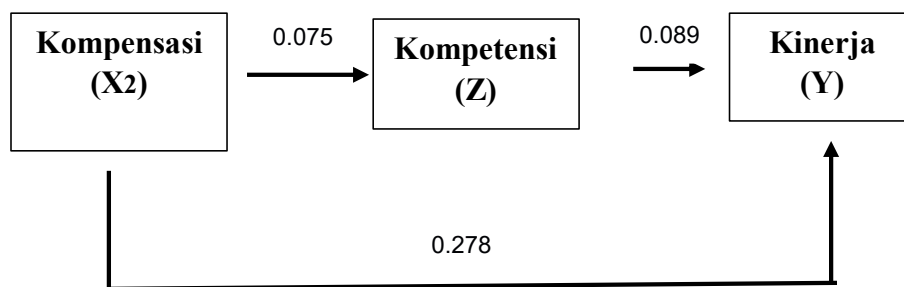 Kompensasi
(X2)
0.075
Kompetensi
(Z)
0.089
Kinerja
(Y)
0.278